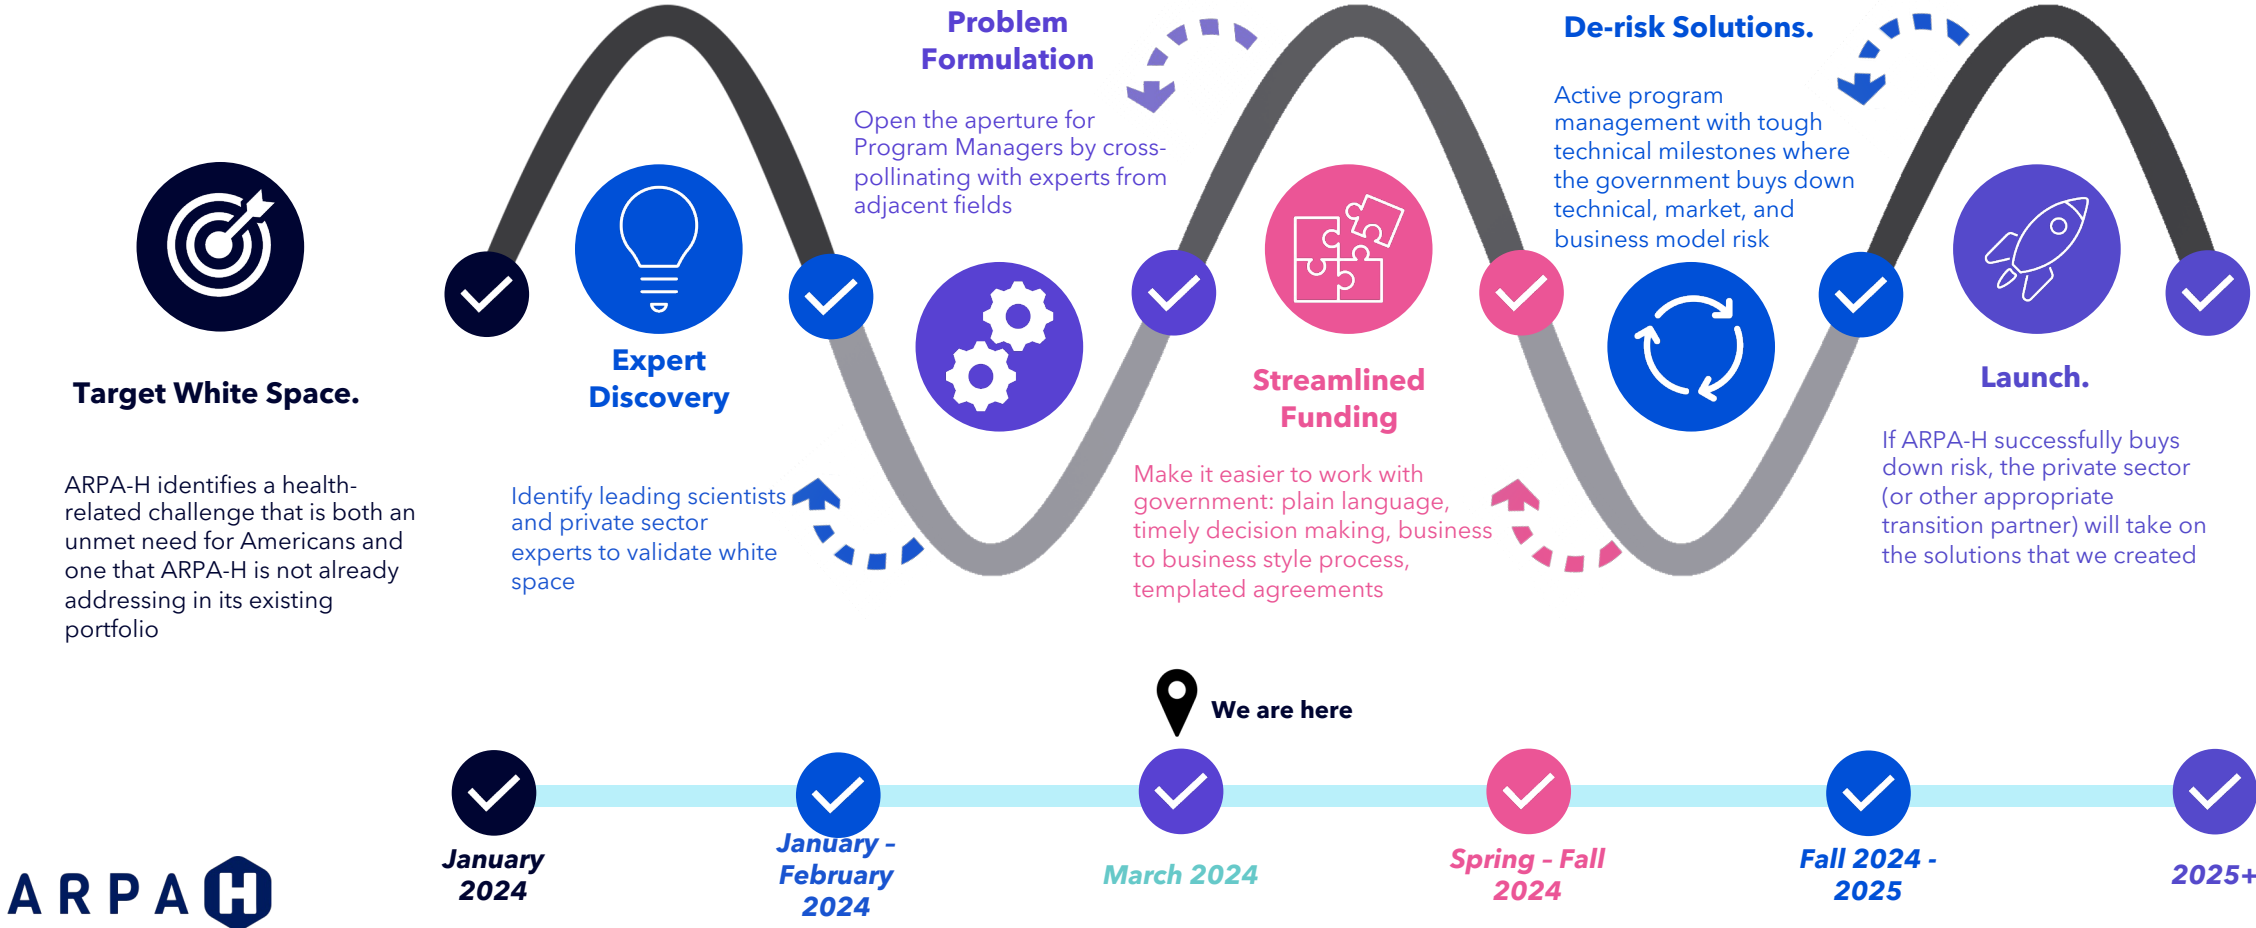 Target White Space.
ARPA-H identifies a health-
related challenge that is both an
unmet need for Americans and
one that ARPA-H is not already
addressing in its existing
portfolio
Expert
Discovery
Identify leading scientists
and private sector
experts to validate white
space
Problem
Formulation
Open the aperture for
Program Managers by cross-
pollinating with experts from
adjacent fields
Streamlined
Funding
Make it easier to work with
government: plain language,
timely decision making, business
to business style process,
templated agreements
De-risk Solutions.
Active program
management with tough
technical milestones where
the government buys down
technical, market, and
business model risk
Launch.
If ARPA-H successfully buys
down risk, the private sector
(or other appropriate
transition partner) will take on
the solutions that we created
We are here
January
2024
January –
February
2024
March 2024
Spring – Fall
2024
Fall 2024 -
2025
2025+
ARPA H